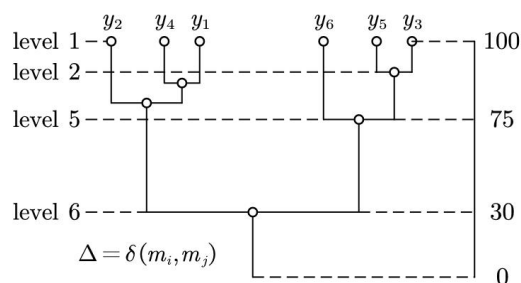 y₂ y₄ y₁ y₆ y₅ y₃
level 1 100
level 2
level 5 75
level 6 30
Δ = δ(mᵢ, mⱼ)
0